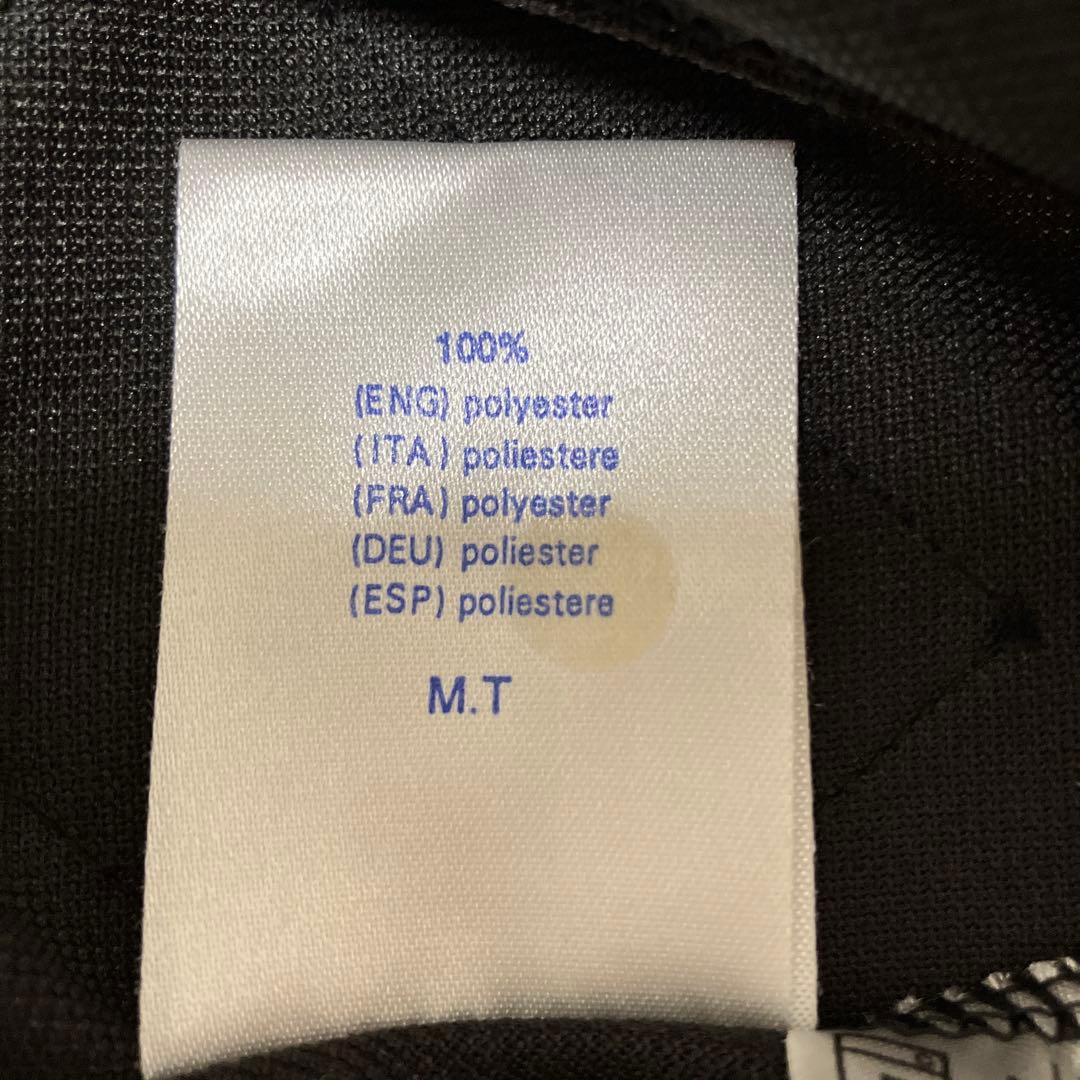 100%
(ENG) polyester
(ITA) poliestere
(FRA) polyester
(DEU) poliester
(ESP) poliestere
M.T